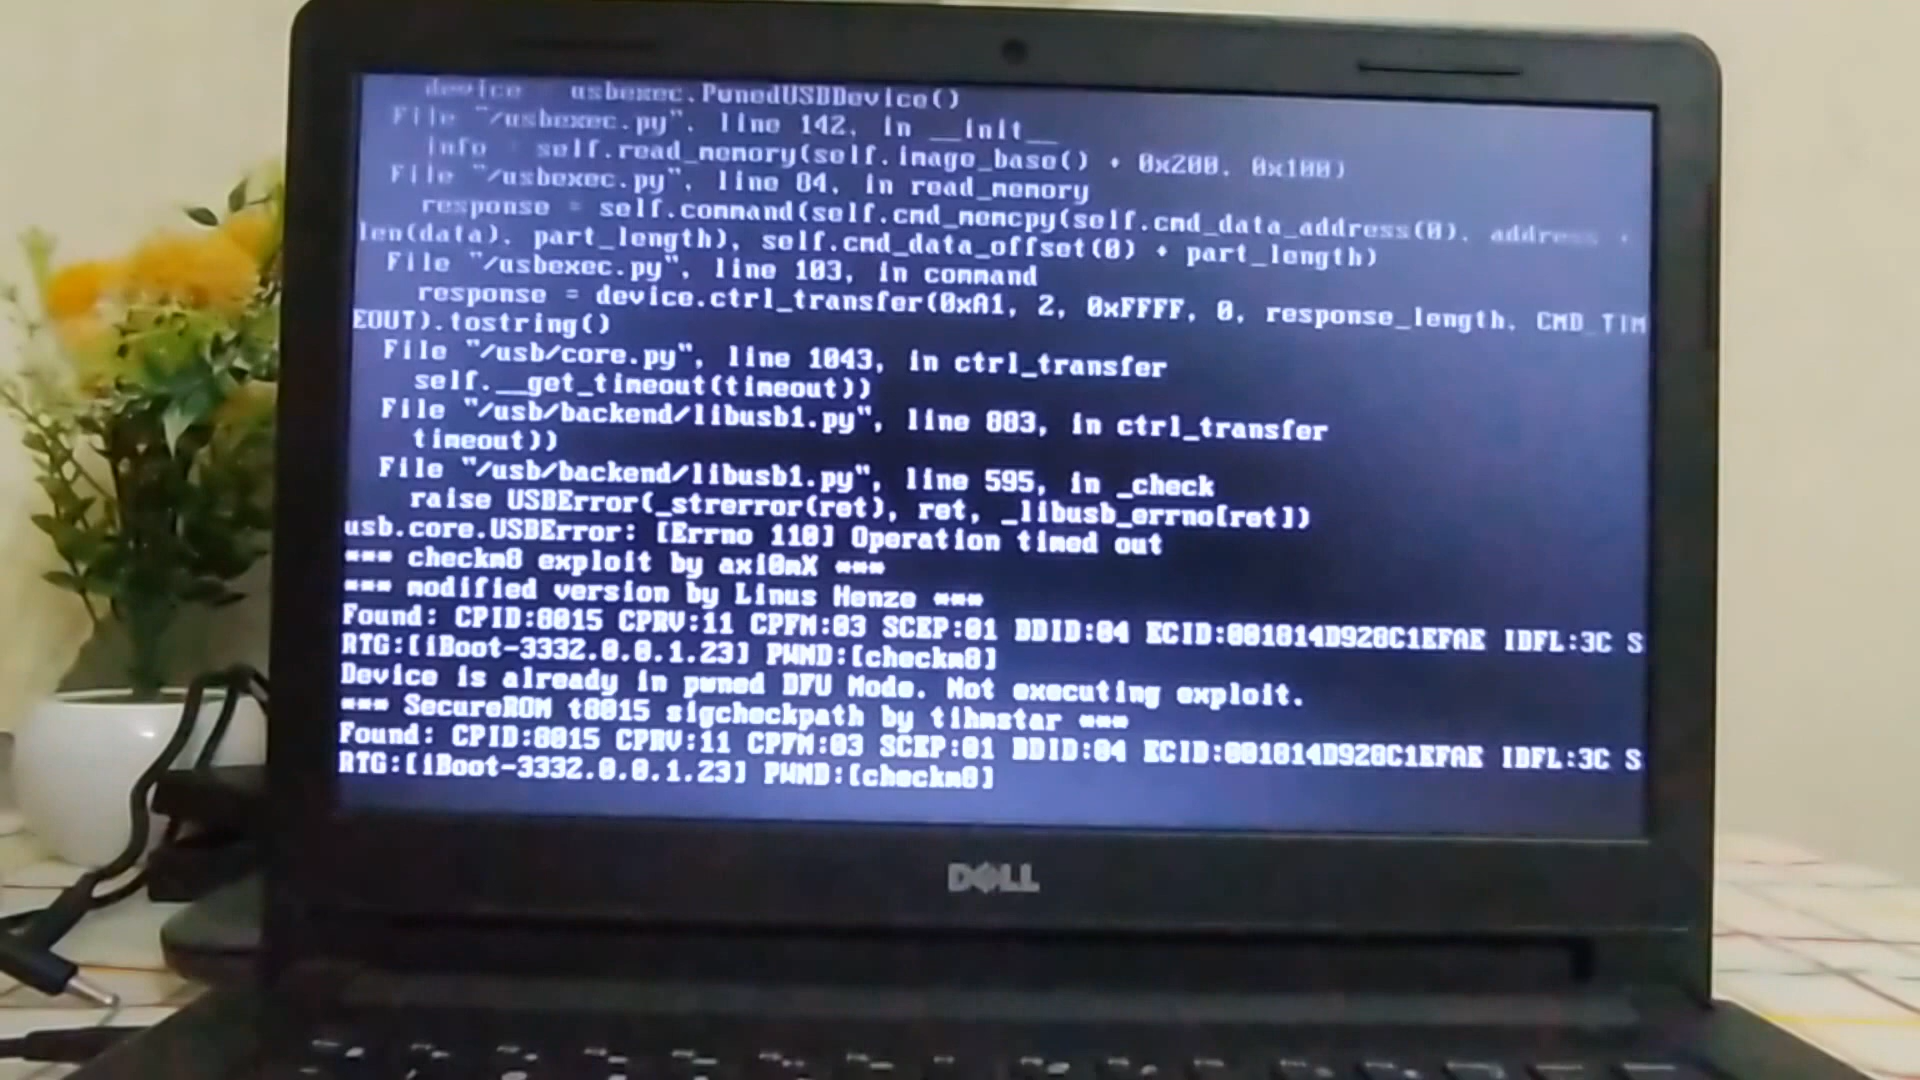 device = usbexec.PwnedUSBDevice()
File "/usbexec.py", line 142, in __init__
info = self.read_memory(self.image_base() + 0x200, 0x100)
File "/usbexec.py", line 84, in read_memory
response = self.command(self.cmd_memcpy(self.cmd_data_address(0), address +
len(data), part_length), self.cmd_data_offset(0) + part_length)
File "/usbexec.py", line 103, in command
response = device.ctrl_transfer(0xA1, 2, 0xFFFF, 0, response_length, CMD_TIM
EOUT).tostring()
File "/usb/core.py", line 1043, in ctrl_transfer
self.__get_timeout(timeout))
File "/usb/backend/libusb1.py", line 883, in ctrl_transfer
timeout))
File "/usb/backend/libusb1.py", line 595, in _check
raise USBError(_strerror(ret), ret, _libusb_errno[ret])
usb.core.USBError: [Errno 110] Operation timed out
*** checkm8 exploit by axi0mX ***
*** modified version by Linus Henze ***
Found: CPID:8015 CPRV:11 CPFM:03 SCEP:01 BDID:04 ECID:001814D920C1EFAE IBFL:3C S
RTG:[iBoot-3332.0.0.1.23] PWND:[checkm8]
Device is already in pwned DFU Mode. Not executing exploit.
*** SecureROM t8015 sigcheckpath by tihmstar ***
Found: CPID:8015 CPRV:11 CPFM:03 SCEP:01 BDID:04 ECID:001814D920C1EFAE IBFL:3C S
RTG:[iBoot-3332.0.0.1.23] PWND:[checkm8]
DELL